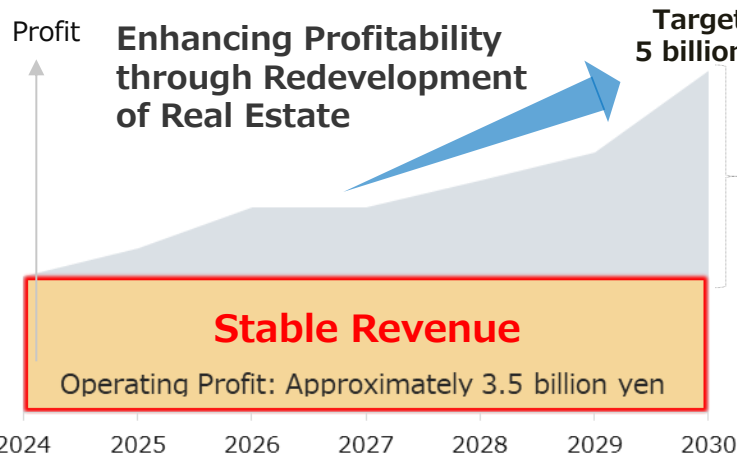 Profit
Enhancing Profitability
through Redevelopment
of Real Estate
Target
5 billion
Stable Revenue
Operating Profit: Approximately 3.5 billion yen
2024 2025 2026 2027 2028 2029 2030